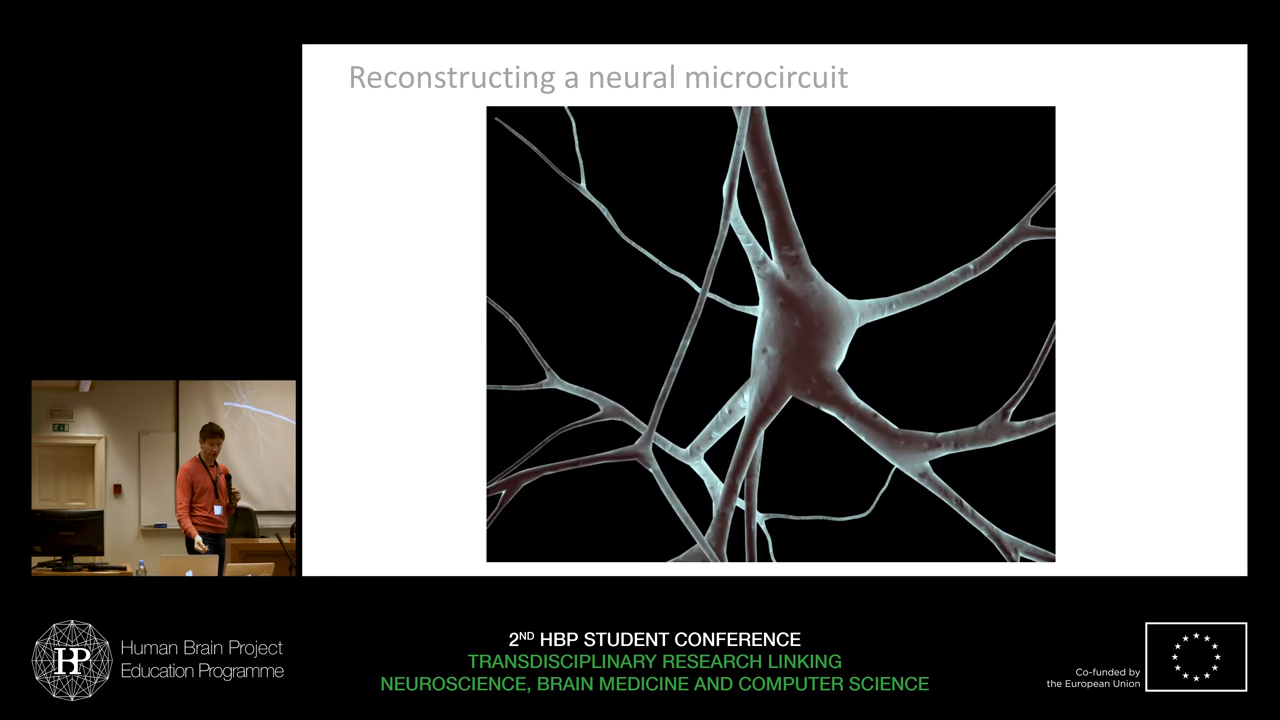 Reconstructing a neural microcircuit
HP
Human Brain Project
Education Programme
2ND HBP STUDENT CONFERENCE
TRANSDISCIPLINARY RESEARCH LINKING
NEUROSCIENCE, BRAIN MEDICINE AND COMPUTER SCIENCE
Co-funded by
the European Union